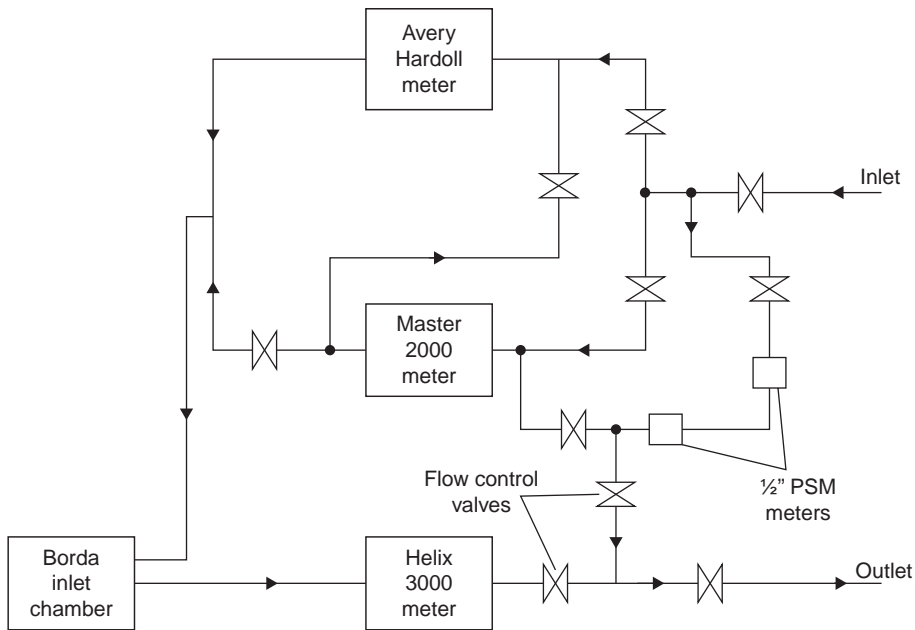 Avery
Hardoll
meter
Inlet
Master
2000
meter
½” PSM
meters
Flow control
valves
Borda
inlet
chamber
Helix
3000
meter
Outlet